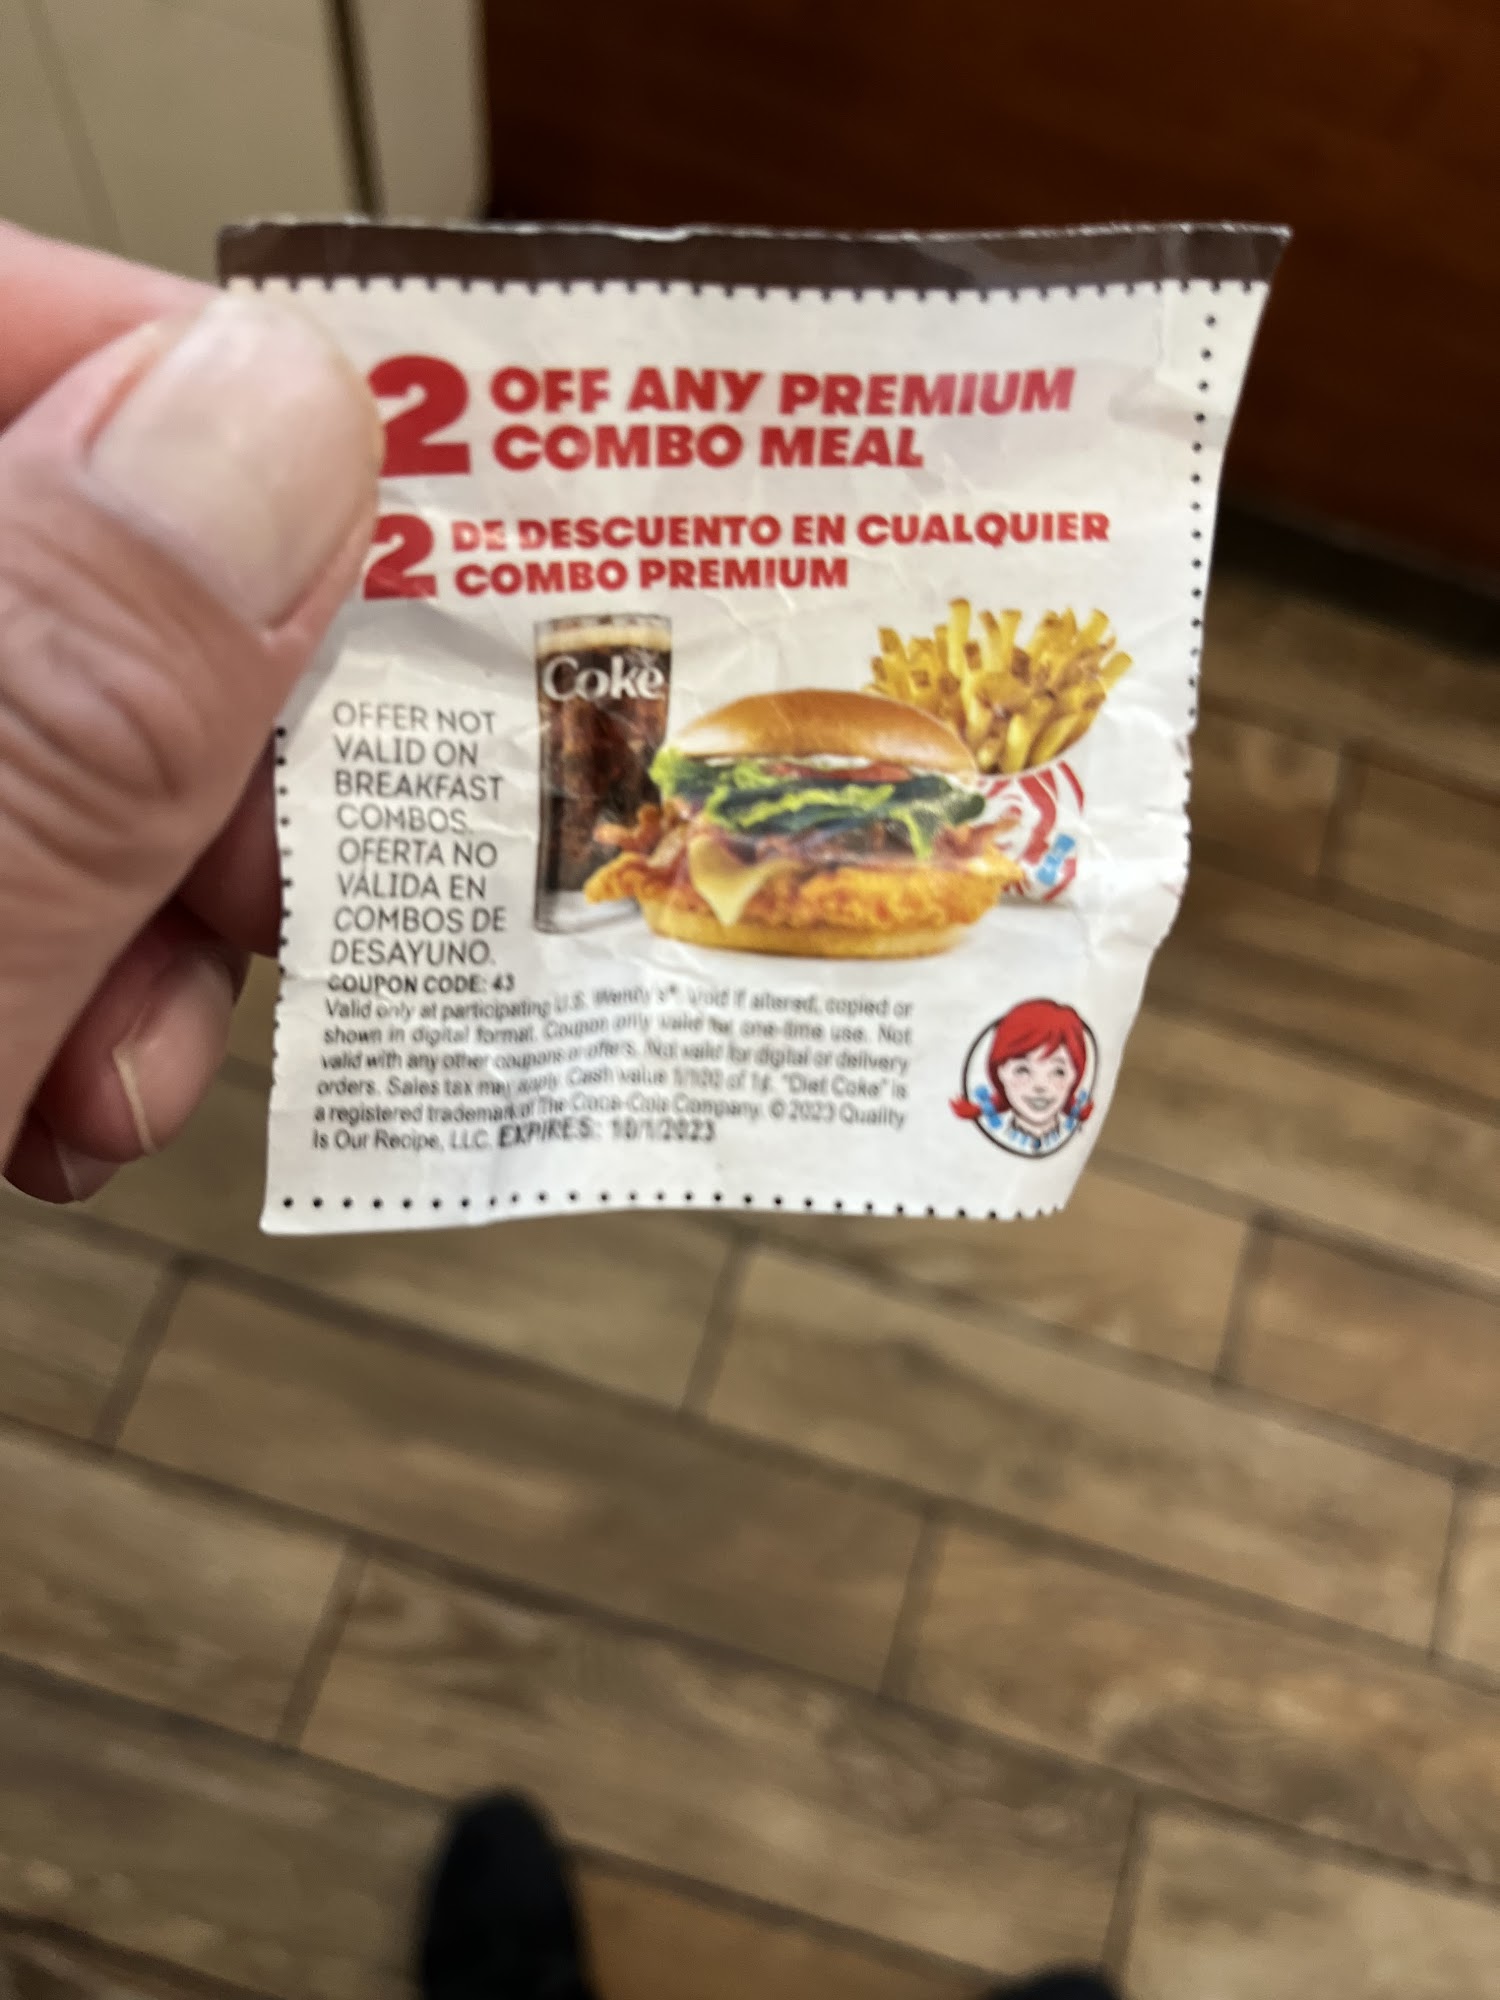 2 OFF ANY PREMIUM
COMBO MEAL
2 DE DESCUENTO EN CUALQUIER
COMBO PREMIUM
Coke
OFFER NOT
VALID ON
BREAKFAST
COMBOS.
OFERTA NO
VÁLIDA EN
COMBOS DE
DESAYUNO.
COUPON CODE: 43
Valid only at participating U.S. Wendy's®. Void if altered, copied or
shown in digital format. Coupon only valid for one-time use. Not
valid with any other coupons or offers. Not valid for digital or delivery
orders. Sales tax may apply. Cash value 1/100 of 1¢. "Diet Coke" is
a registered trademark of The Coca-Cola Company. © 2023 Quality
Is Our Recipe, LLC. EXPIRES: 10/1/2023